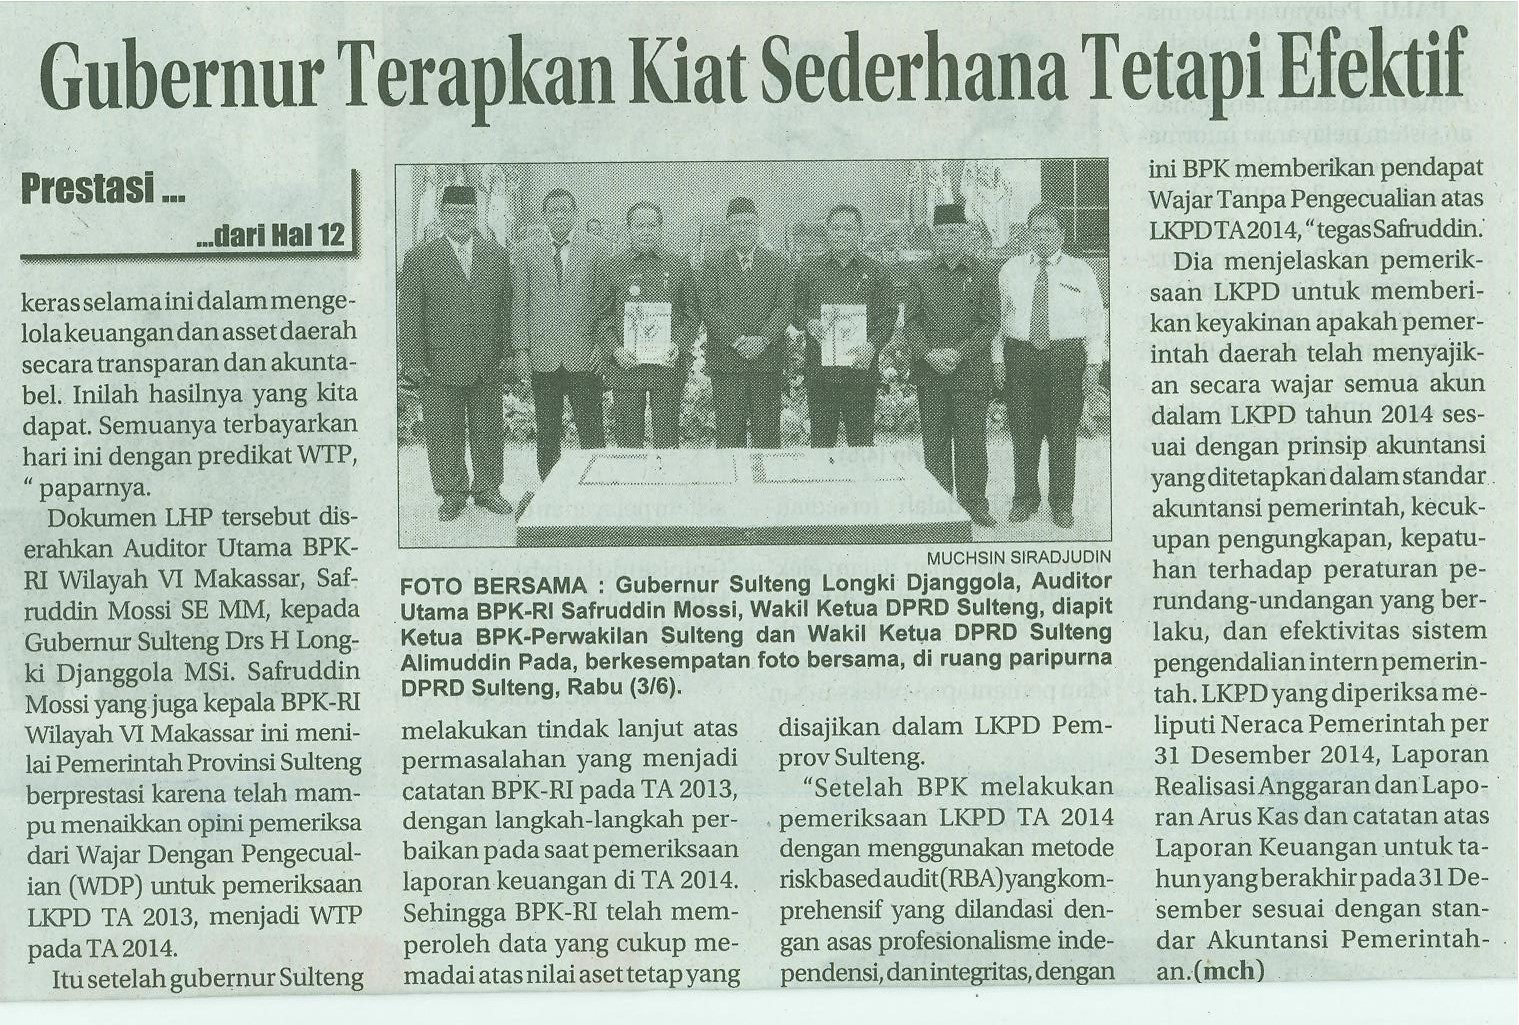 Gubernur Terapkan Kiat Sederhana Tetapi Efektif
Prestasi ...
...dari Hal 12
keras selama ini dalam menge-
lola keuangan dan asset daerah
secara transparan dan akunta-
bel. Inilah hasilnya yang kita
dapat. Semuanya terbayarkan
hari ini dengan predikat WTP,
“ paparnya.
Dokumen LHP tersebut dis-
erahkan Auditor Utama BPK-
RI Wilayah VI Makassar, Saf-
ruddin Mossi SE MM, kepada
Gubernur Sulteng Drs H Long-
ki Djanggola MSi. Safruddin
Mossi yang juga kepala BPK-RI
Wilayah VI Makassar ini meni-
lai Pemerintah Provinsi Sulteng
berprestasi karena telah mam-
pu menaikkan opini pemeriksa
dari Wajar Dengan Pengecual-
ian (WDP) untuk pemeriksaan
LKPD TA 2013, menjadi WTP
pada TA 2014.
Itu setelah gubernur Sulteng
MUCHSIN SIRADJUDIN
FOTO BERSAMA : Gubernur Sulteng Longki Djanggola, Auditor
Utama BPK-RI Safruddin Mossi, Wakil Ketua DPRD Sulteng, diapit
Ketua BPK-Perwakilan Sulteng dan Wakil Ketua DPRD Sulteng
Alimuddin Pada, berkesempatan foto bersama, di ruang paripurna
DPRD Sulteng, Rabu (3/6).
melakukan tindak lanjut atas
permasalahan yang menjadi
catatan BPK-RI pada TA 2013,
dengan langkah-langkah per-
baikan pada saat pemeriksaan
laporan keuangan di TA 2014.
Sehingga BPK-RI telah mem-
peroleh data yang cukup me-
madai atas nilai aset tetap yang
disajikan dalam LKPD Pem-
prov Sulteng.
“Setelah BPK melakukan
pemeriksaan LKPD TA 2014
dengan menggunakan metode
risk based audit (RBA) yang kom-
prehensif yang dilandasi den-
gan asas profesionalisme inde-
pendensi, dan integritas, dengan
ini BPK memberikan pendapat
Wajar Tanpa Pengecualian atas
LKPD TA 2014, “ tegas Safruddin.
Dia menjelaskan pemerik-
saan LKPD untuk memberi-
kan keyakinan apakah pemer-
intah daerah telah menyajik-
an secara wajar semua akun
dalam LKPD tahun 2014 ses-
uai dengan prinsip akuntansi
yang ditetapkan dalam standar
akuntansi pemerintah, kecuk-
upan pengungkapan, kepatu-
han terhadap peraturan pe-
rundang-undangan yang ber-
laku, dan efektivitas sistem
pengendalian intern pemerin-
tah. LKPD yang diperiksa me-
liputi Neraca Pemerintah per
31 Desember 2014, Laporan
Realisasi Anggaran dan Lapo-
ran Arus Kas dan catatan atas
Laporan Keuangan untuk ta-
hun yang berakhir pada 31 De-
sember sesuai dengan stan-
dar Akuntansi Pemerintah-
an.(mch)